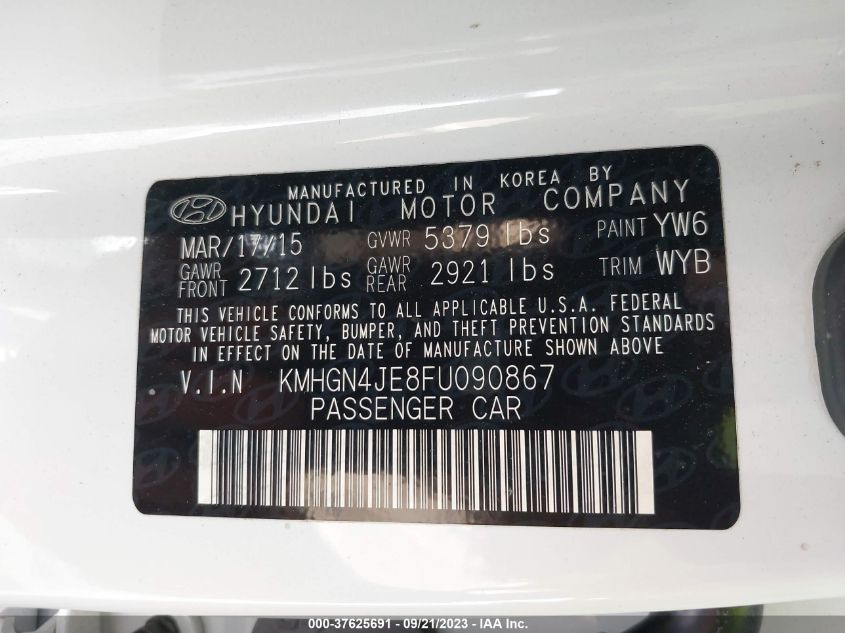 MANUFACTURED IN KOREA BY
HYUNDAI MOTOR COMPANY
MAR/17/15 GVWR 5379 lbs PAINT YW6
GAWR FRONT 2712 lbs GAWR REAR 2921 lbs TRIM WYB
THIS VEHICLE CONFORMS TO ALL APPLICABLE U.S.A. FEDERAL
MOTOR VEHICLE SAFETY, BUMPER, AND THEFT PREVENTION STANDARDS
IN EFFECT ON THE DATE OF MANUFACTURE SHOWN ABOVE
V.I.N KMHGN4JE8FU090867
PASSENGER CAR
000-37625691 - 09/21/2023 - © IAA, Inc.